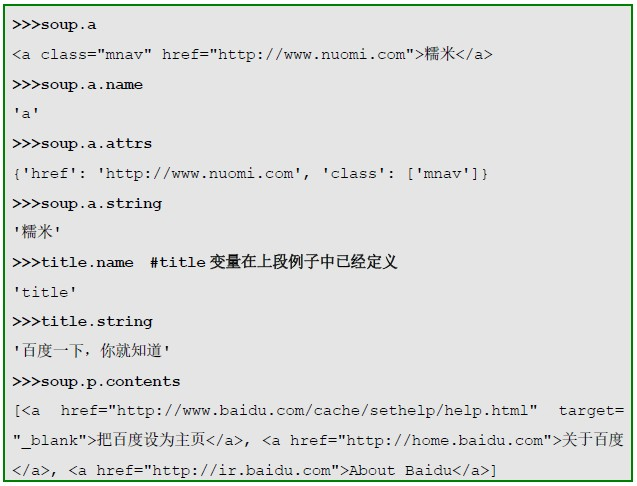 >>>soup.a
<a class="mnav" href="http://www.nuomi.com">糯米</a>
>>>soup.a.name
'a'
>>>soup.a.attrs
{'href': 'http://www.nuomi.com', 'class': ['mnav']}
>>>soup.a.string
'糯米'
>>>title.name #title 变量在上段例子中已经定义
'title'
>>>title.string
'百度一下，你就知道'
>>>soup.p.contents
[<a href="http://www.baidu.com/cache/sethelp/help.html" target=
"_blank">把百度设为主页</a>, <a href="http://home.baidu.com">关于百度
</a>, <a href="http://ir.baidu.com">About Baidu</a>]